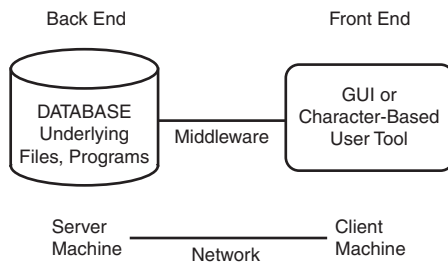 Back End
Front End
DATABASE
Underlying
Files, Programs
Middleware
GUI or
Character-Based
User Tool
Server
Machine
Network
Client
Machine